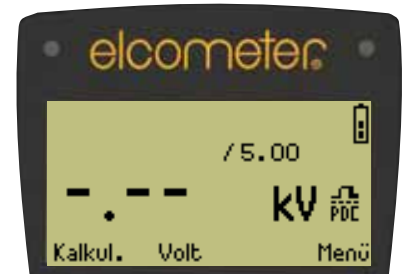 elcometer®
/5.00
-.-- kV PDC
Kalkul. Volt Menü